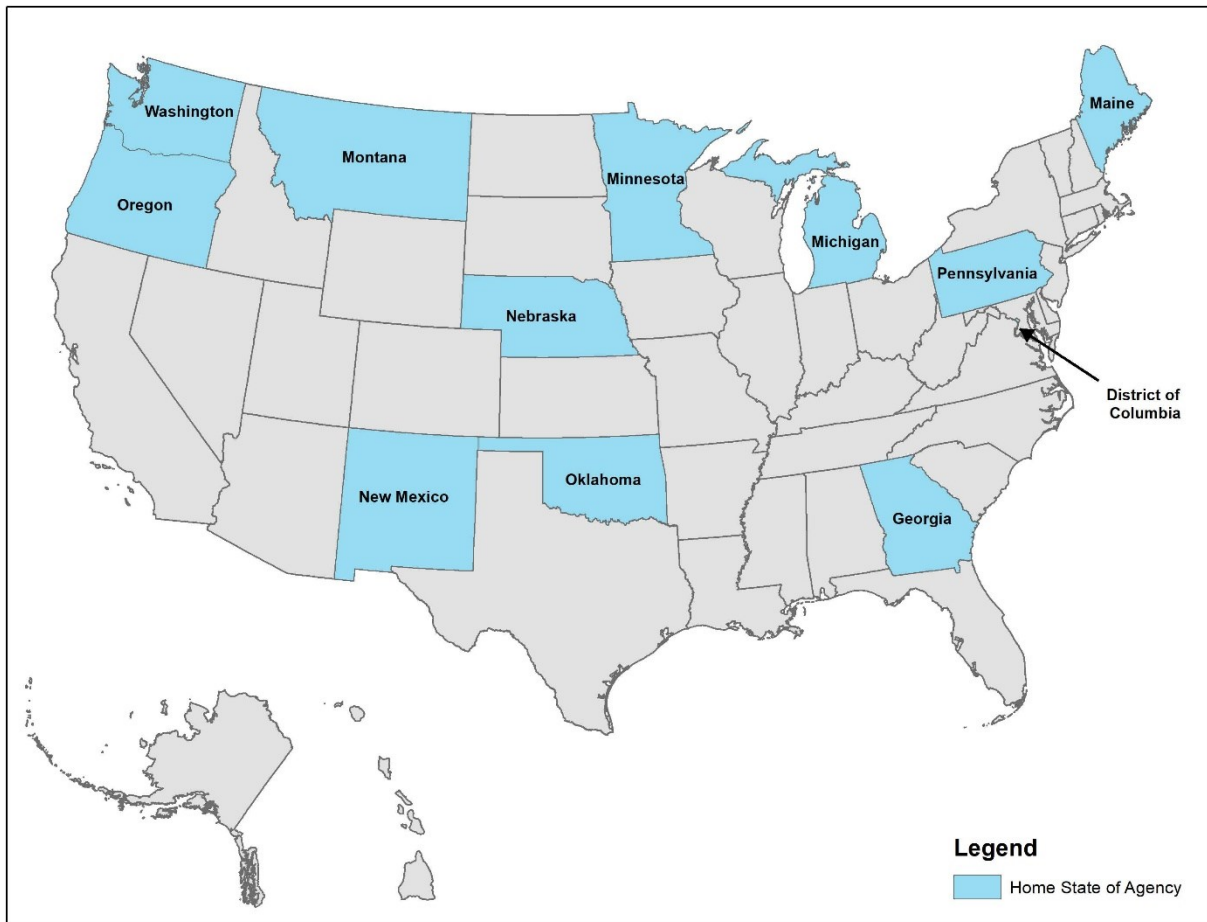 Washington
Montana
Oregon
Minnesota
Maine
Michigan
Pennsylvania
Nebraska
District of
Columbia
New Mexico
Oklahoma
Georgia
Legend
Home State of Agency